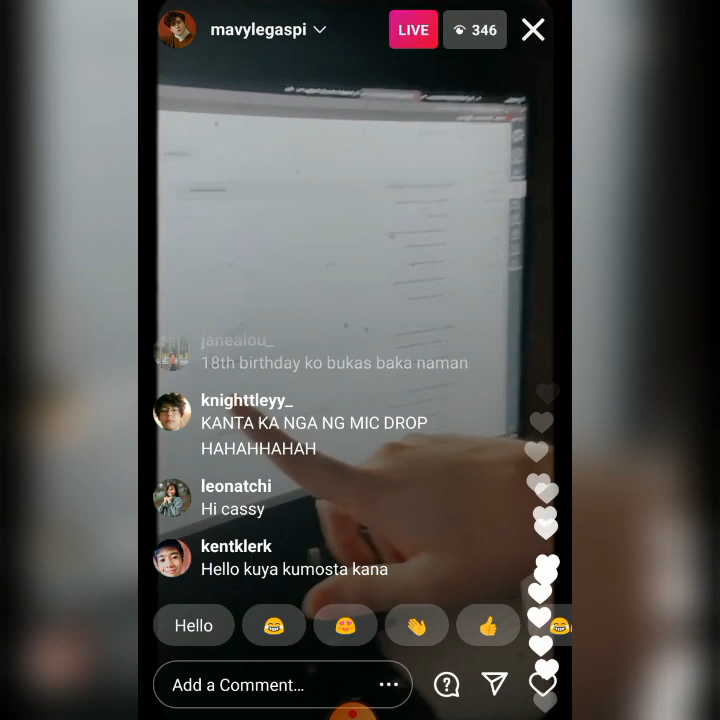 mavylegaspi
LIVE
346
janealou_
18th birthday ko bukas baka naman
knighttleyy_
KANTA KA NGA NG MIC DROP
HAHAHHAHAH
leonatchi
Hi cassy
kentklerk
Hello kuya kumosta kana
Hello
Add a Comment...